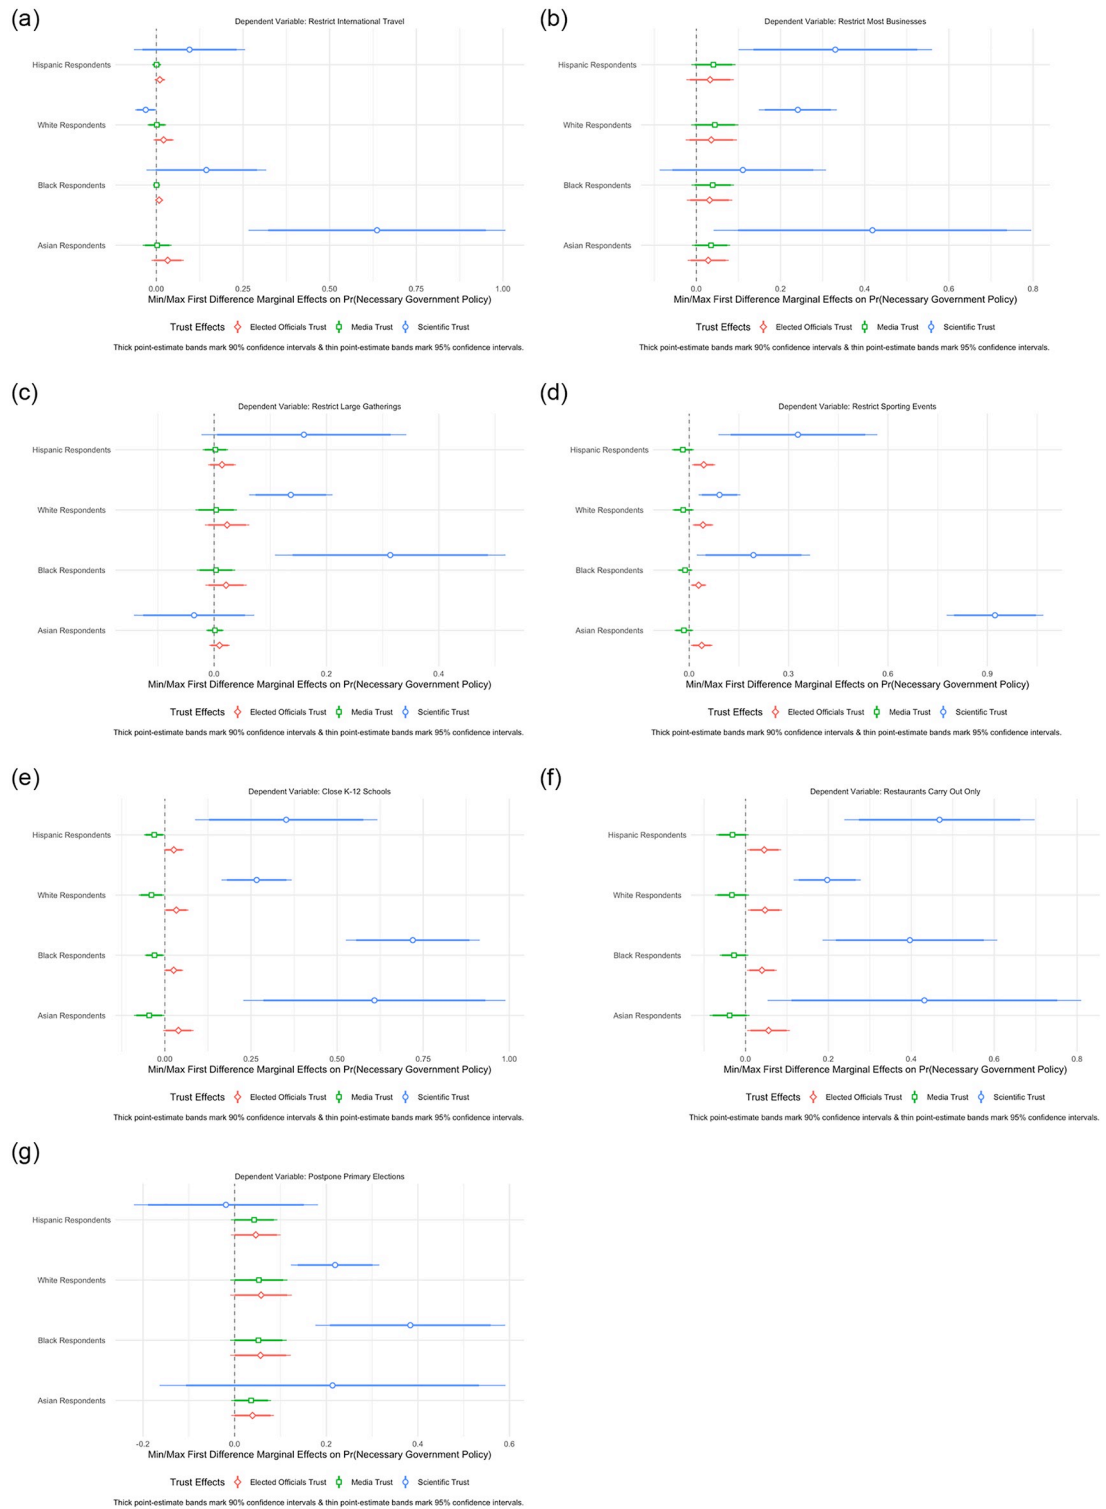 (a)
Dependent Variable: Restrict International Travel
Hispanic Respondents
White Respondents
Black Respondents
Asian Respondents
0.00 0.25 0.50 0.75 1.00
Min/Max First Difference Marginal Effects on Pr(Necessary Government Policy)
Trust Effects Elected Officials Trust Media Trust Scientific Trust
Thick point-estimate bands mark 90% confidence intervals & thin point-estimate bands mark 95% confidence intervals.
(b)
Dependent Variable: Restrict Most Businesses
Hispanic Respondents
White Respondents
Black Respondents
Asian Respondents
0.0 0.2 0.4 0.6 0.8
Min/Max First Difference Marginal Effects on Pr(Necessary Government Policy)
Trust Effects Elected Officials Trust Media Trust Scientific Trust
Thick point-estimate bands mark 90% confidence intervals & thin point-estimate bands mark 95% confidence intervals.
(c)
Dependent Variable: Restrict Large Gatherings
Hispanic Respondents
White Respondents
Black Respondents
Asian Respondents
0.0 0.2 0.4
Min/Max First Difference Marginal Effects on Pr(Necessary Government Policy)
Trust Effects Elected Officials Trust Media Trust Scientific Trust
Thick point-estimate bands mark 90% confidence intervals & thin point-estimate bands mark 95% confidence intervals.
(d)
Dependent Variable: Restrict Sporting Events
Hispanic Respondents
White Respondents
Black Respondents
Asian Respondents
0.0 0.3 0.6 0.9
Min/Max First Difference Marginal Effects on Pr(Necessary Government Policy)
Trust Effects Elected Officials Trust Media Trust Scientific Trust
Thick point-estimate bands mark 90% confidence intervals & thin point-estimate bands mark 95% confidence intervals.
(e)
Dependent Variable: Close K-12 Schools
Hispanic Respondents
White Respondents
Black Respondents
Asian Respondents
0.00 0.25 0.50 0.75 1.00
Min/Max First Difference Marginal Effects on Pr(Necessary Government Policy)
Trust Effects Elected Officials Trust Media Trust Scientific Trust
Thick point-estimate bands mark 90% confidence intervals & thin point-estimate bands mark 95% confidence intervals.
(f)
Dependent Variable: Restaurants Carry Out Only
Hispanic Respondents
White Respondents
Black Respondents
Asian Respondents
0.0 0.2 0.4 0.6 0.8
Min/Max First Difference Marginal Effects on Pr(Necessary Government Policy)
Trust Effects Elected Officials Trust Media Trust Scientific Trust
Thick point-estimate bands mark 90% confidence intervals & thin point-estimate bands mark 95% confidence intervals.
(g)
Dependent Variable: Postpone Primary Elections
Hispanic Respondents
White Respondents
Black Respondents
Asian Respondents
-0.2 0.0 0.2 0.4 0.6
Min/Max First Difference Marginal Effects on Pr(Necessary Government Policy)
Trust Effects Elected Officials Trust Media Trust Scientific Trust
Thick point-estimate bands mark 90% confidence intervals & thin point-estimate bands mark 95% confidence intervals.